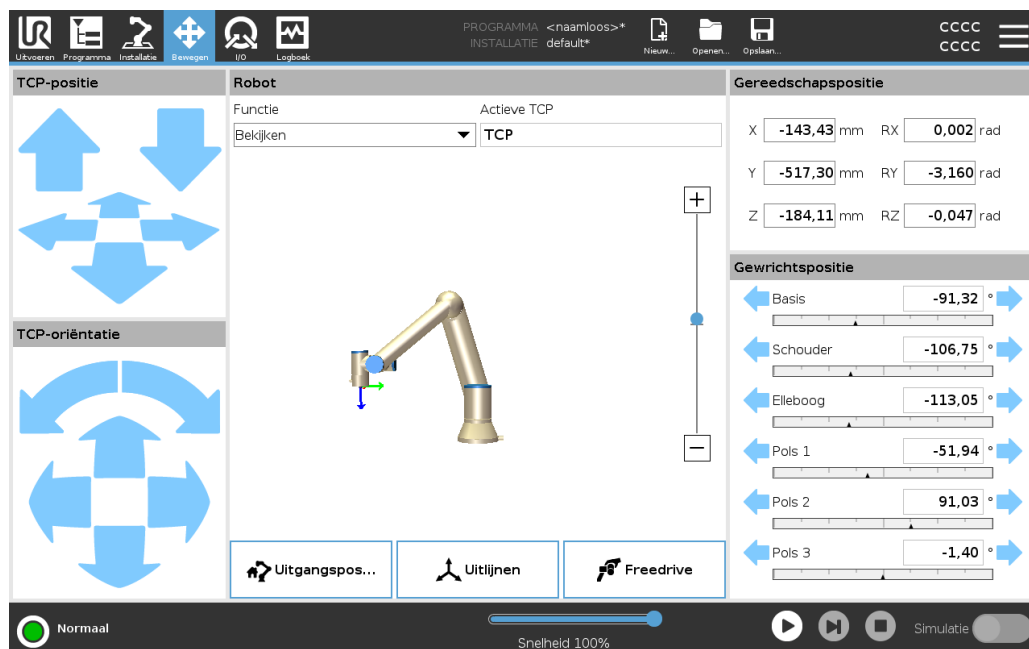 PROGRAMMA <naamloos>*
INSTALLATIE default*
CCCC
CCCC
Uitvoeren Programma Installatie Bewegen I/O Logboek Nieuw... Openen... Opslaan...
TCP-positie
Robot
Functie Actieve TCP
Bekijken TCP
+
−
TCP-oriëntatie
Uitgangspos... Uitlijnen Freedrive
Gereedschapspositie
X -143,43 mm RX 0,002 rad
Y -517,30 mm RY -3,160 rad
Z -184,11 mm RZ -0,047 rad
Gewrichtspositie
Basis -91,32 °
Schouder -106,75 °
Elleboog -113,05 °
Pols 1 -51,94 °
Pols 2 91,03 °
Pols 3 -1,40 °
Normaal
Snelheid 100%
Simulatie